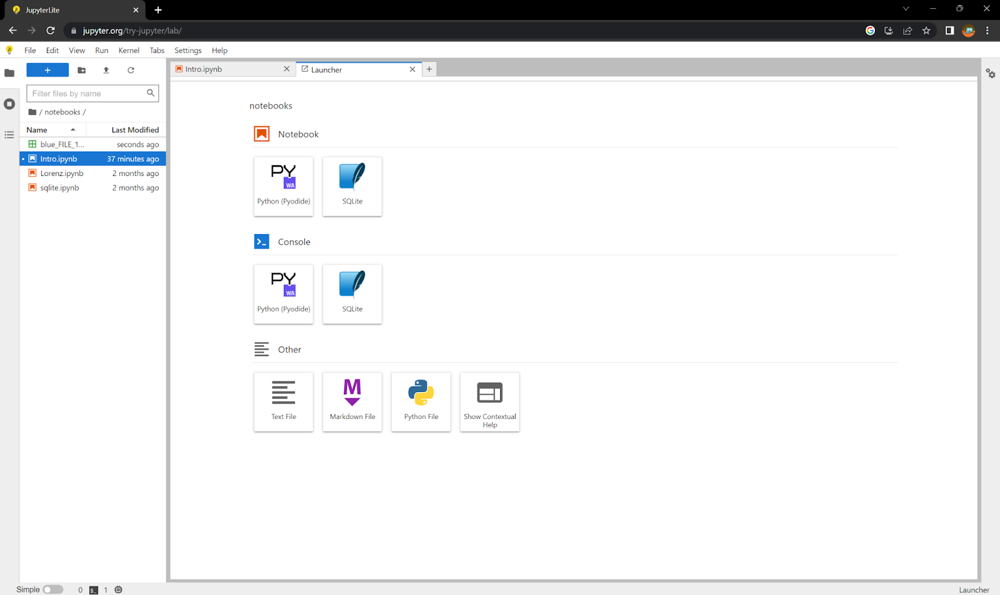 JupyterLite
jupyter.org/try-jupyter/lab/
File Edit View Run Kernel Tabs Settings Help
+
Filter files by name
/ notebooks /
Name Last Modified
blue_FILE_1... seconds ago
Intro.ipynb 37 minutes ago
Lorenz.ipynb 2 months ago
sqlite.ipynb 2 months ago
Intro.ipynb Launcher
notebooks
Notebook
PY
WA
Python (Pyodide) SQLite
Console
PY
WA
Python (Pyodide) SQLite
Other
M
Text File Markdown File Python File Show Contextual
Help
Simple 0 $_ 1 Launcher